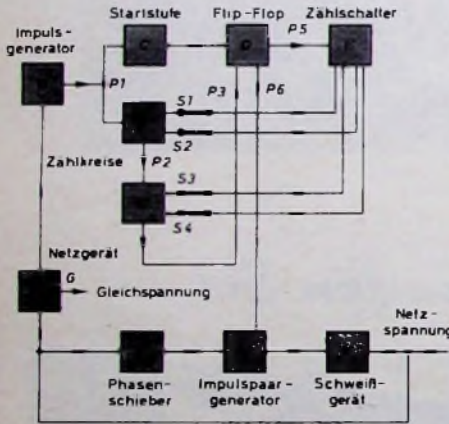 Startstufe
Flip-Flop
Zählschalter
Impuls-
generator
P1
P5
C
D
S1
P3
P6
S2
P2
Zählkreise
S3
S4
Netzgerät
G
Gleichspannung
Netz-
spannung
Phasen-
schieber
Impulspaar-
generator
Schweiß-
gerät